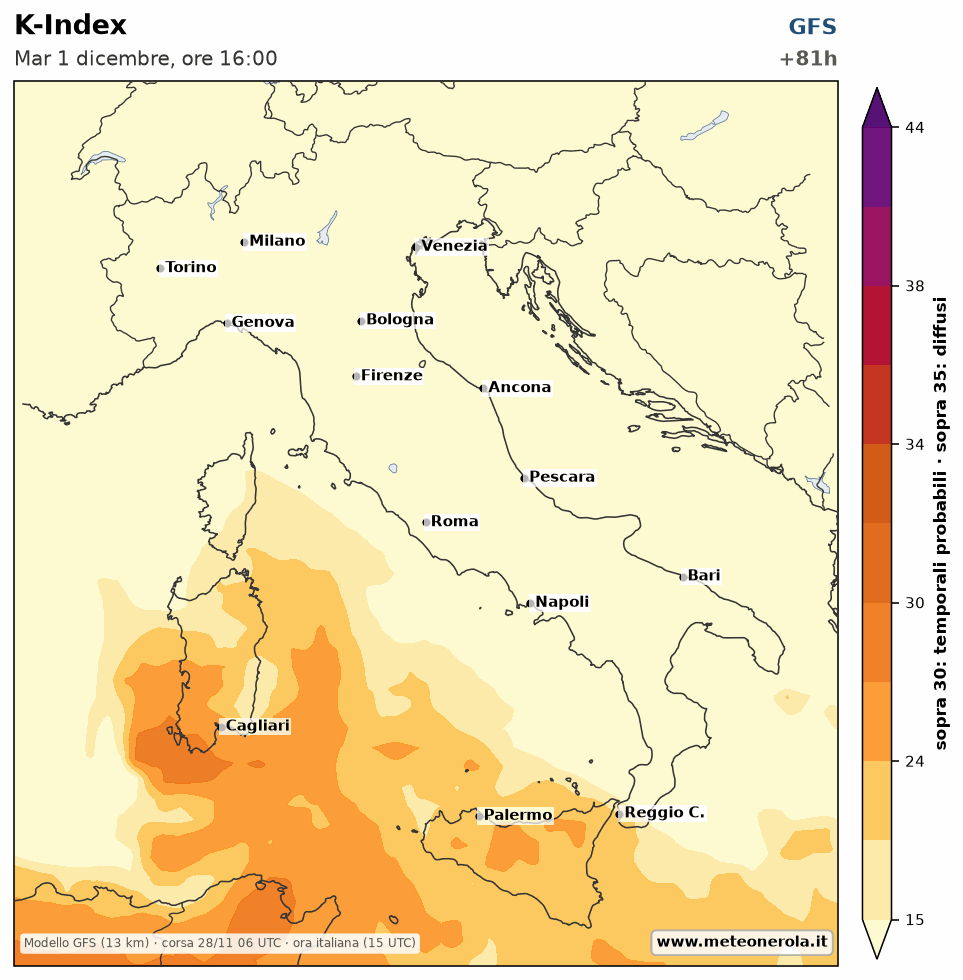 K-Index
GFS
Mar 1 dicembre, ore 16:00
+81h
Milano
Venezia
Torino
Genova
Bologna
Firenze
Ancona
Pescara
Roma
Bari
Napoli
Cagliari
Palermo
Reggio C.
44
38
34
30
24
15
sopra 30: temporali probabili · sopra 35: diffusi
Modello GFS (13 km) · corsa 28/11 06 UTC · ora italiana (15 UTC)
www.meteonerola.it